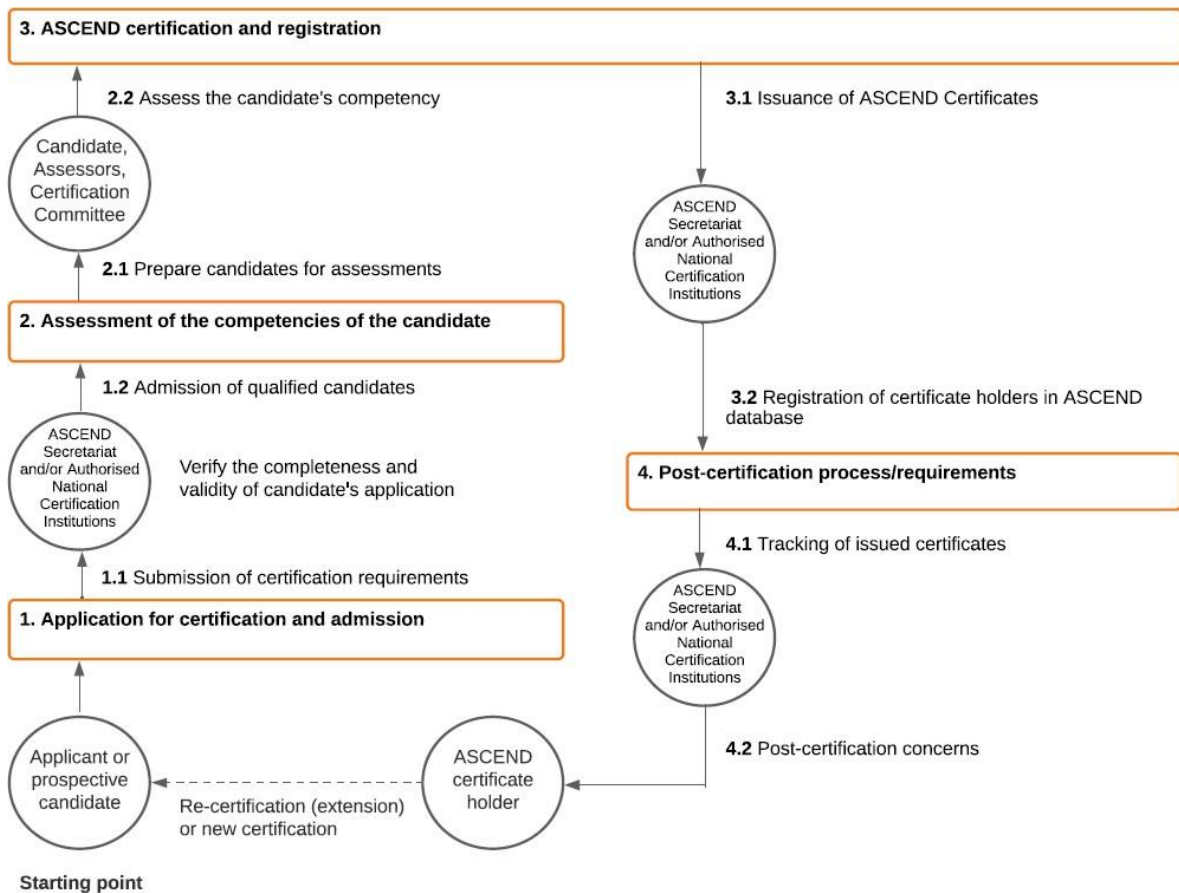 3. ASCEND certification and registration
2.2 Assess the candidate's competency
3.1 Issuance of ASCEND Certificates
Candidate,
Assessors,
Certification
Committee
ASCEND
Secretariat
and/or Authorised
National
Certification
Institutions
2.1 Prepare candidates for assessments
2. Assessment of the competencies of the candidate
1.2 Admission of qualified candidates
3.2 Registration of certificate holders in ASCEND
database
ASCEND
Secretariat
and/or Authorised
National
Certification
Institutions
Verify the completeness and
validity of candidate's application
4. Post-certification process/requirements
4.1 Tracking of issued certificates
1.1 Submission of certification requirements
ASCEND
Secretariat
and/or Authorised
National
Certification
Institutions
1. Application for certification and admission
4.2 Post-certification concerns
Applicant or
prospective
candidate
ASCEND
certificate
holder
Re-certification (extension)
or new certification
Starting point